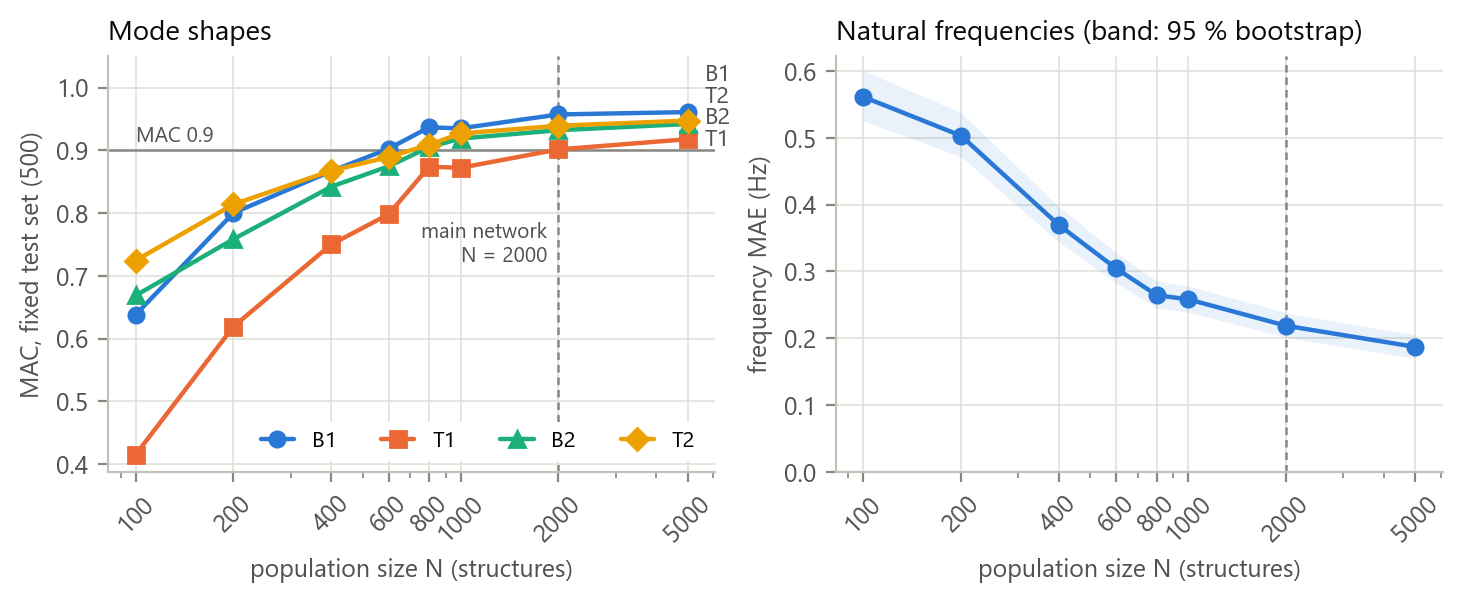 Mode shapes
MAC, fixed test set (500)
1.0
0.9
0.8
0.7
0.6
0.5
0.4
MAC 0.9
B1
T2
B2
T1
main network
N = 2000
B1 T1 B2 T2
100 200 400 600 800 1000 2000 5000
population size N (structures)
Natural frequencies (band: 95 % bootstrap)
frequency MAE (Hz)
0.6
0.5
0.4
0.3
0.2
0.1
0.0
100 200 400 600 800 1000 2000 5000
population size N (structures)